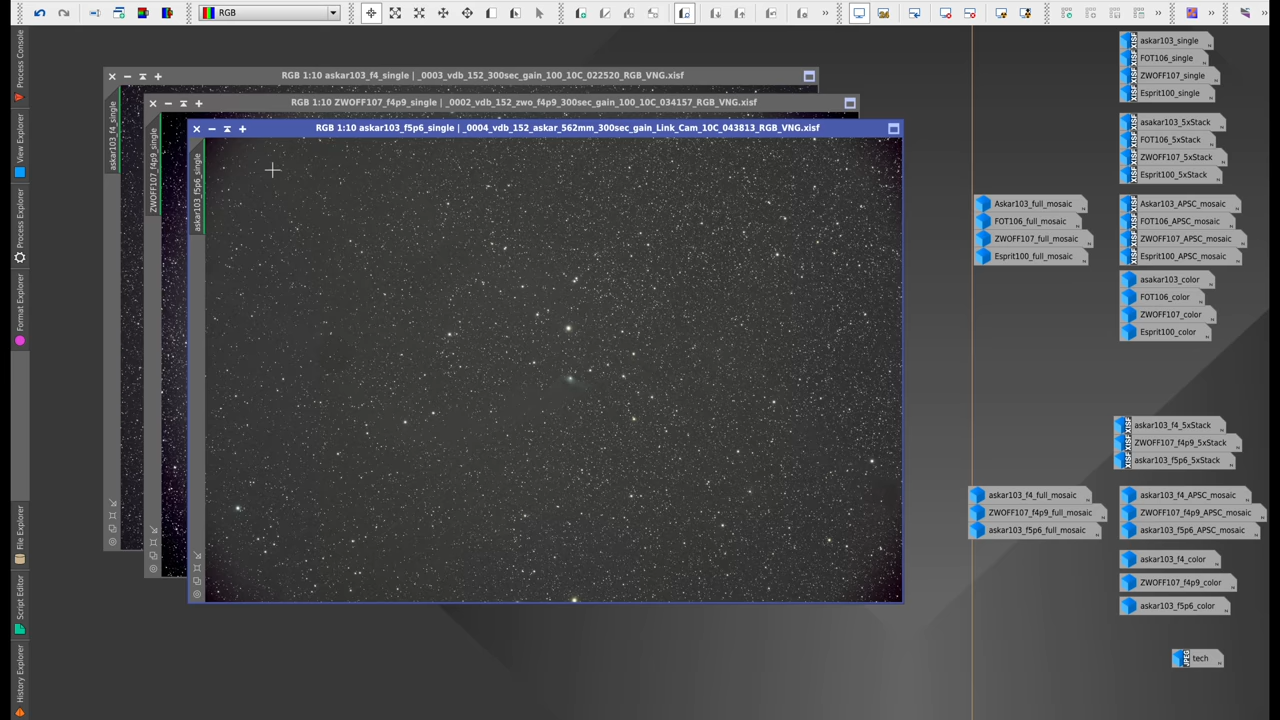 RGB
Process Console
View Explorer
Process Explorer
Format Explorer
File Explorer
Script Editor
History Explorer
RGB 1:10 askar103_f4_single | _0003_vdb_152_300sec_gain_100_10C_022520_RGB_VNG.xisf
askar103_f4_single
RGB 1:10 ZWOFF107_f4p9_single | _0002_vdb_152_zwo_f4p9_300sec_gain_100_10C_034157_RGB_VNG.xisf
ZWOFF107_f4p9_single
RGB 1:10 askar103_f5p6_single | _0004_vdb_152_askar_562mm_300sec_gain_Link_Cam_10C_043813_RGB_VNG.xisf
askar103_f5p6_single
askar103_single
FOT106_single
ZWOFF107_single
Esprit100_single
asakar103_5xStack
FOT106_5xStack
ZWOFF107_5xStack
Esprit100_5xStack
Askar103_full_mosaic
FOT106_full_mosaic
ZWOFF107_full_mosaic
Esprit100_full_mosaic
Askar103_APSC_mosaic
FOT106_APSC_mosaic
ZWOFF107_APSC_mosaic
Esprit100_APSC_mosaic
asakar103_color
FOT106_color
ZWOFF107_color
Esprit100_color
askar103_f4_5xStack
ZWOFF107_f4p9_5xStack
askar103_f5p6_5xStack
askar103_f4_full_mosaic
ZWOFF107_f4p9_full_mosaic
askar103_f5p6_full_mosaic
askar103_f4_APSC_mosaic
ZWOFF107_f4p9_APSC_mosaic
askar103_f5p6_APSC_mosaic
askar103_f4_color
ZWOFF107_f4p9_color
askar103_f5p6_color
JPEG
tech